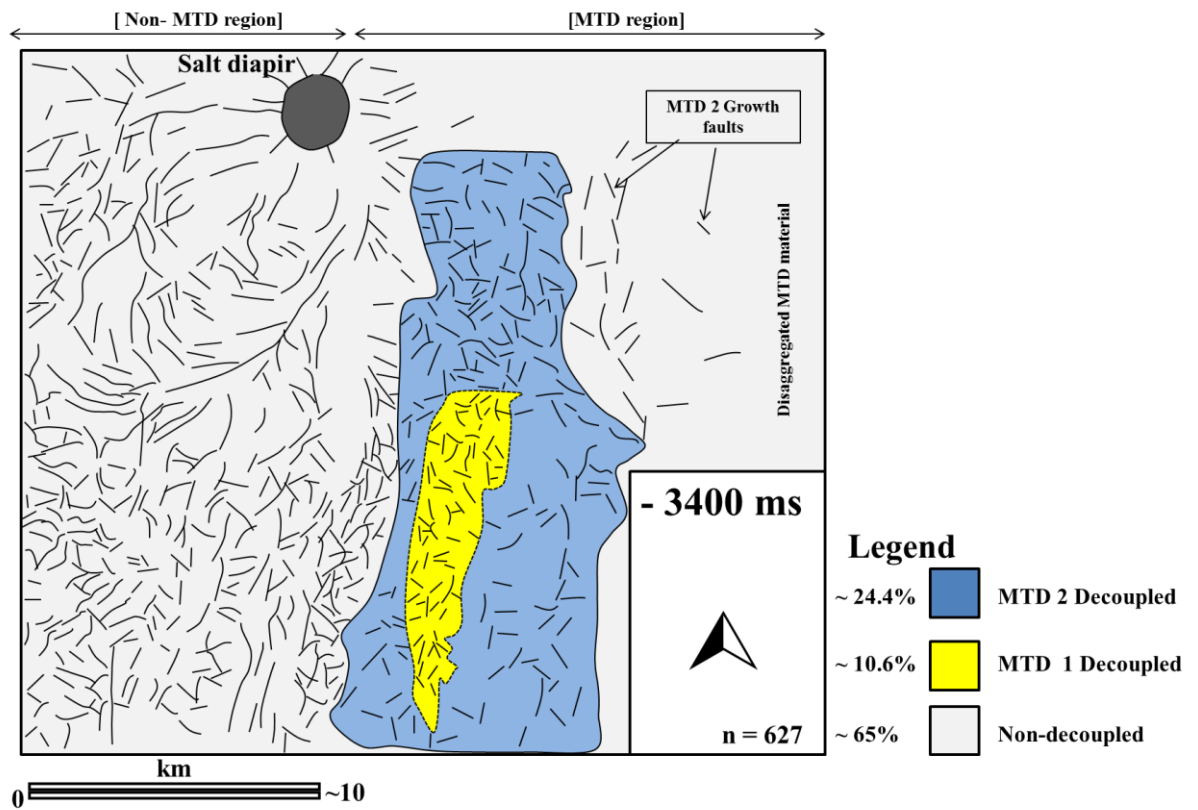 [ Non- MTD region]
[MTD region]
Salt diapir
MTD 2 Growth
faults
Disaggregated MTD material
- 3400 ms
n = 627
Legend
~ 24.4% MTD 2 Decoupled
~ 10.6% MTD 1 Decoupled
~ 65% Non-decoupled
km
0 ~10